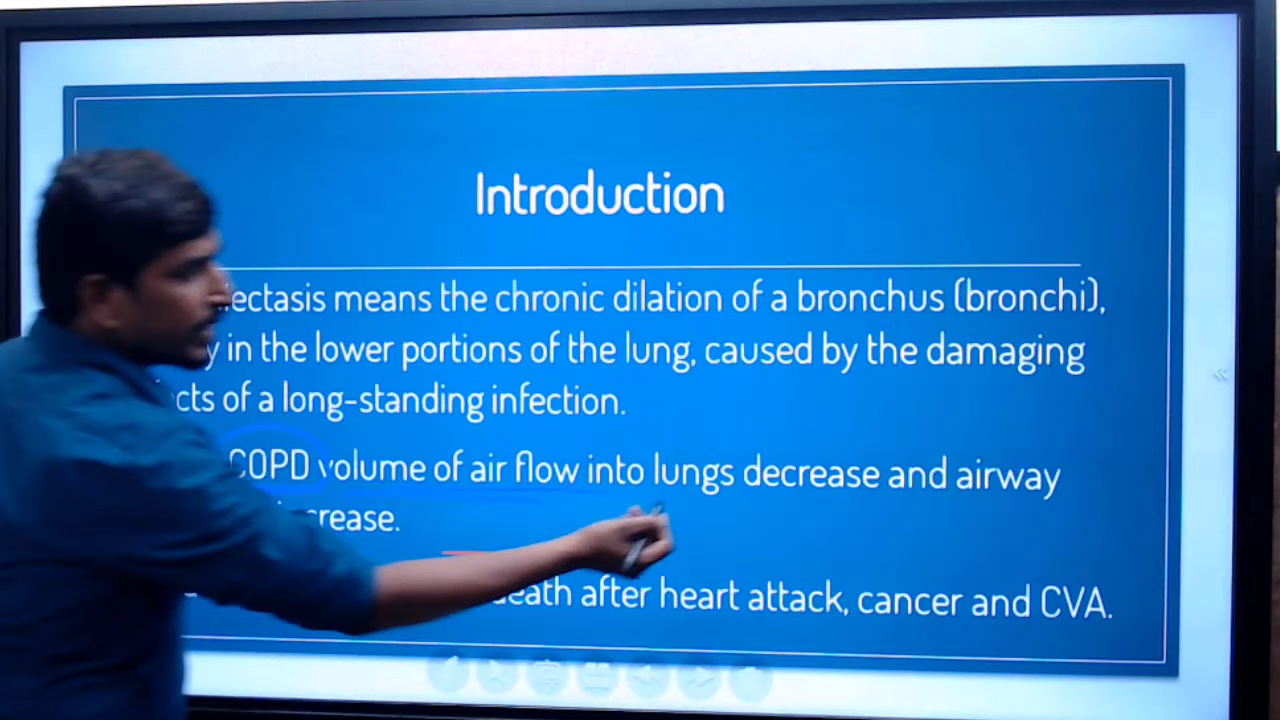 Introduction
ectasis means the chronic dilation of a bronchus (bronchi),
y in the lower portions of the lung, caused by the damaging
cts of a long-standing infection.
COPD volume of air flow into lungs decrease and airway
rease.
death after heart attack, cancer and CVA.